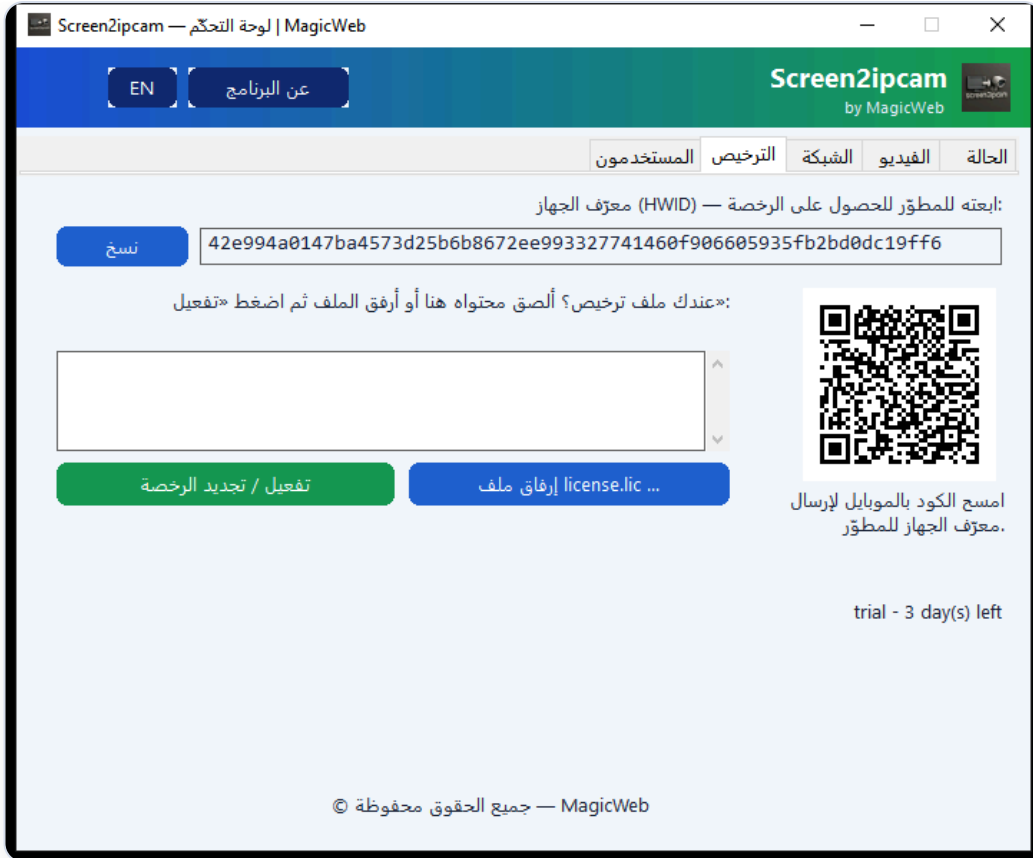 Screen2ipcam — لوحة التحكّم | MagicWeb
Screen2ipcam
by MagicWeb
عن البرنامج
EN
الحالة
الفيديو
الشبكة
الترخيص
المستخدمون
معرّف الجهاز (HWID) — ابعته للمطوّر للحصول على الرخصة:
42e994a0147ba4573d25b6b8672ee993327741460f906605935fb2bd0dc19ff6
نسخ
عندك ملف ترخيص؟ ألصق محتواه هنا أو أرفق الملف ثم اضغط «تفعيل»:
إرفاق ملف license.lic ...
تفعيل / تجديد الرخصة
امسح الكود بالموبايل لإرسال
معرّف الجهاز للمطوّر.
trial - 3 day(s) left
© جميع الحقوق محفوظة — MagicWeb